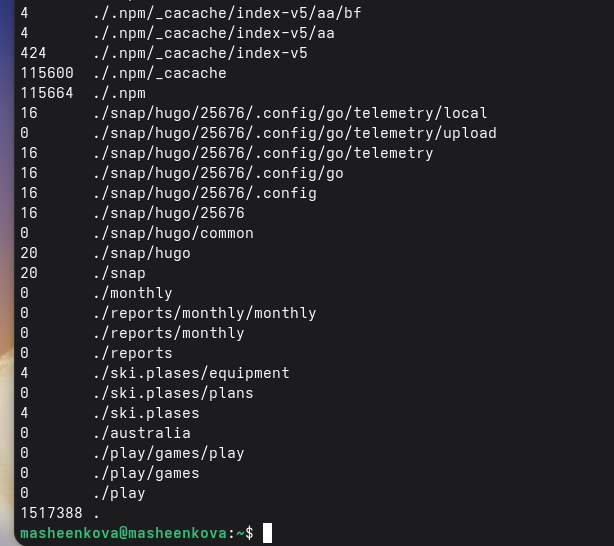 4 ./.npm/_cacache/index-v5/aa/bf
4 ./.npm/_cacache/index-v5/aa
424 ./.npm/_cacache/index-v5
115600 ./.npm/_cacache
115664 ./.npm
16 ./snap/hugo/25676/.config/go/telemetry/local
0 ./snap/hugo/25676/.config/go/telemetry/upload
16 ./snap/hugo/25676/.config/go/telemetry
16 ./snap/hugo/25676/.config/go
16 ./snap/hugo/25676/.config
16 ./snap/hugo/25676
0 ./snap/hugo/common
20 ./snap/hugo
20 ./snap
0 ./monthly
0 ./reports/monthly/monthly
0 ./reports/monthly
0 ./reports
4 ./ski.plases/equipment
0 ./ski.plases/plans
4 ./ski.plases
0 ./australia
0 ./play/games/play
0 ./play/games
0 ./play
1517388 .
masheenkova@masheenkova:~$